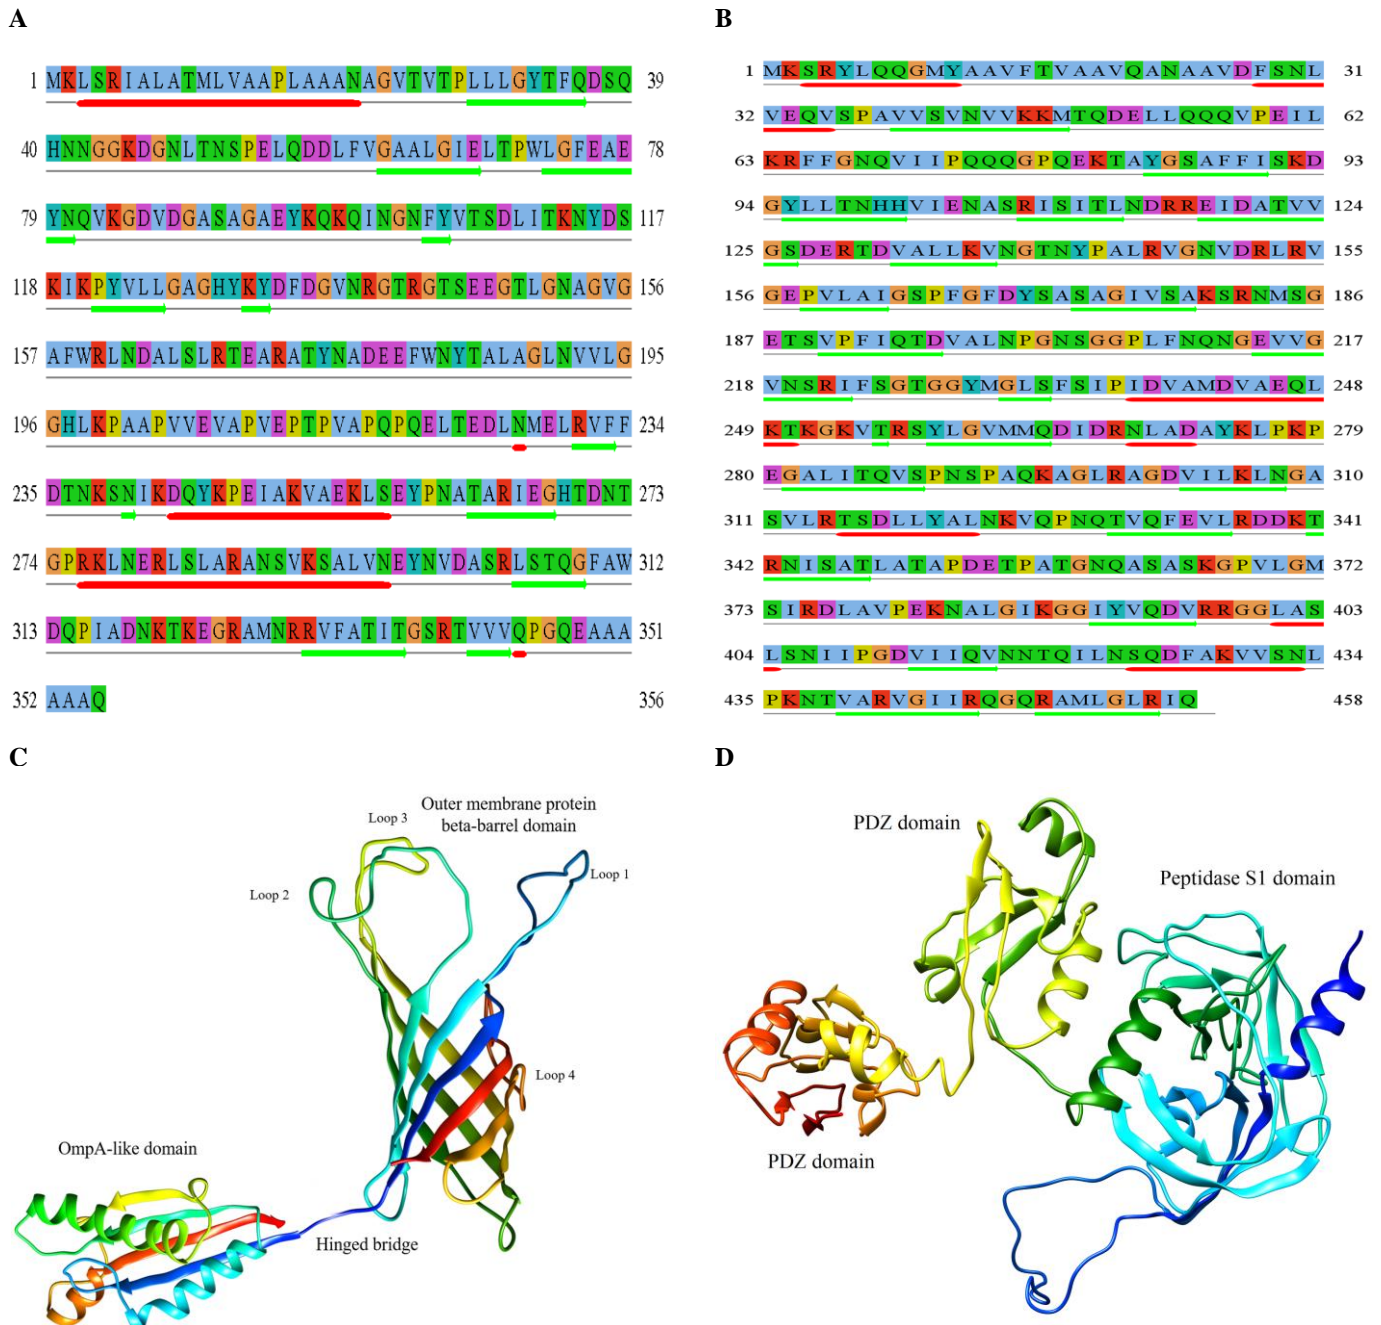 A
1 MKLSRIALATMLVAAPLAAANAGVTVTPLLLGYTFQDSQ 39
40 HNNGGKDGNLTNSPELQDDLFVGAALGIELTPWLGFEAE 78
79 YNQVKGDVDGASAGAEYKQKQINGNFYVTSDLITKNYDS 117
118 KIKPYVLLGAGHYKYDFDGVNRGTRGTSEEGTLGNAGVG 156
157 AFWRLNDALSLRTEARATYNADEEFWNYTALAGLNVVLG 195
196 GHLKPAAPVVEVAPVEPTPVAPQPQELTEDLNMELRVFF 234
235 DTNKSNIKDQYKPEIAKVAEKLSEYPNATARIEGHTDNT 273
274 GPRKLNERLSLARANSVKSALVNEYNVDASRLSTQGFAW 312
313 DQPIADNKTKEGRAMNRRVFATITGSRTVVVQPGQEAAA 351
352 AAAQ 356
B
1 MKSRYLQQGMYAAVFTVAAVQANAAVDFSNL 31
32 VEQVSPAVVSVNVVKKMTQDELLQQQVPEIL 62
63 KRFFGNQVIIPQQQGPQEKTAYGSAFFISKD 93
94 GYLLTNHHVIENASRISITLNDRREIDATVV 124
125 GSDERTDVALLKVNGTNYPALRVGNVDRLRV 155
156 GEPVLAIGSPFGFDYSASAGIVSAKSRNMSG 186
187 ETSVPFIQTDVALNPGNSGGPLFNQNGEVVG 217
218 VNSRIFSGTGGYMGLSFSIPIDVAMDVAEQL 248
249 KTKGKVTRSYLGVMMQDIDRNLADAYKLPKP 279
280 EGALITQVSPNSPAQKAGLRAGDVILKLNGA 310
311 SVLRTSDLLYALNKVQPNQTVQFEVLRDDKT 341
342 RNISATLATAPDETPATGNQASASKGPVLGM 372
373 SIRDLAVPEKNALGIKGGIYVQDVRRGGLAS 403
404 LSNIIPGDVIIQVNNTQILNSQDFAKVVSNL 434
435 PKNTVARVGIIRQGQRAMLGLRIQ 458
C
Outer membrane protein
beta-barrel domain
Loop 3
Loop 1
Loop 2
Loop 4
OmpA-like domain
Hinged bridge
D
PDZ domain
Peptidase S1 domain
PDZ domain